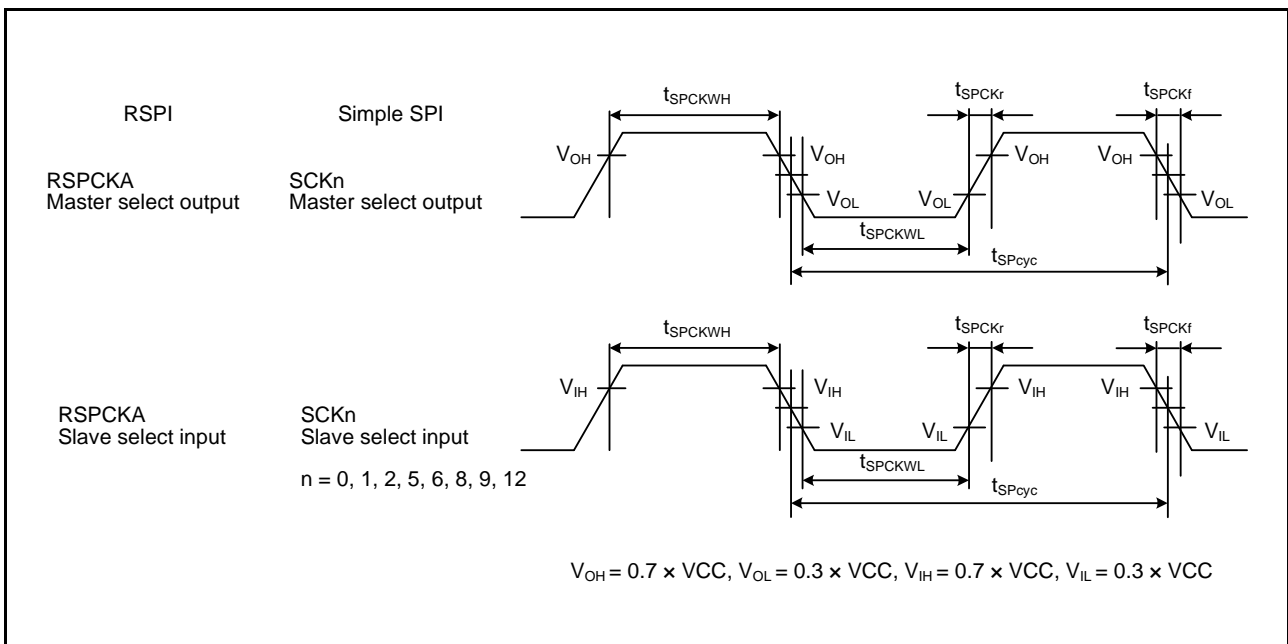 RSPI
Simple SPI
tSPCKWH
tSPCKr
tSPCKf
VOH
VOH
VOH
VOH
RSPCKA
Master select output
SCKn
Master select output
VOL
VOL
VOL
tSPCKWL
tSPcyc
tSPCKWH
tSPCKr
tSPCKf
VIH
VIH
VIH
VIH
RSPCKA
Slave select input
SCKn
Slave select input
VIL
VIL
VIL
n = 0, 1, 2, 5, 6, 8, 9, 12
tSPCKWL
tSPcyc
VOH = 0.7 × VCC, VOL = 0.3 × VCC, VIH = 0.7 × VCC, VIL = 0.3 × VCC